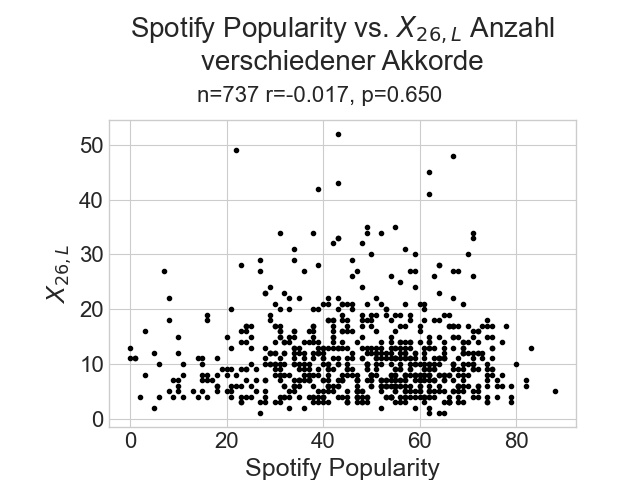 Spotify Popularity vs. X26, L Anzahl
verschiedener Akkorde
n=737 r=-0.017, p=0.650
50
40
30
20
10
0
X26, L
0 20 40 60 80
Spotify Popularity